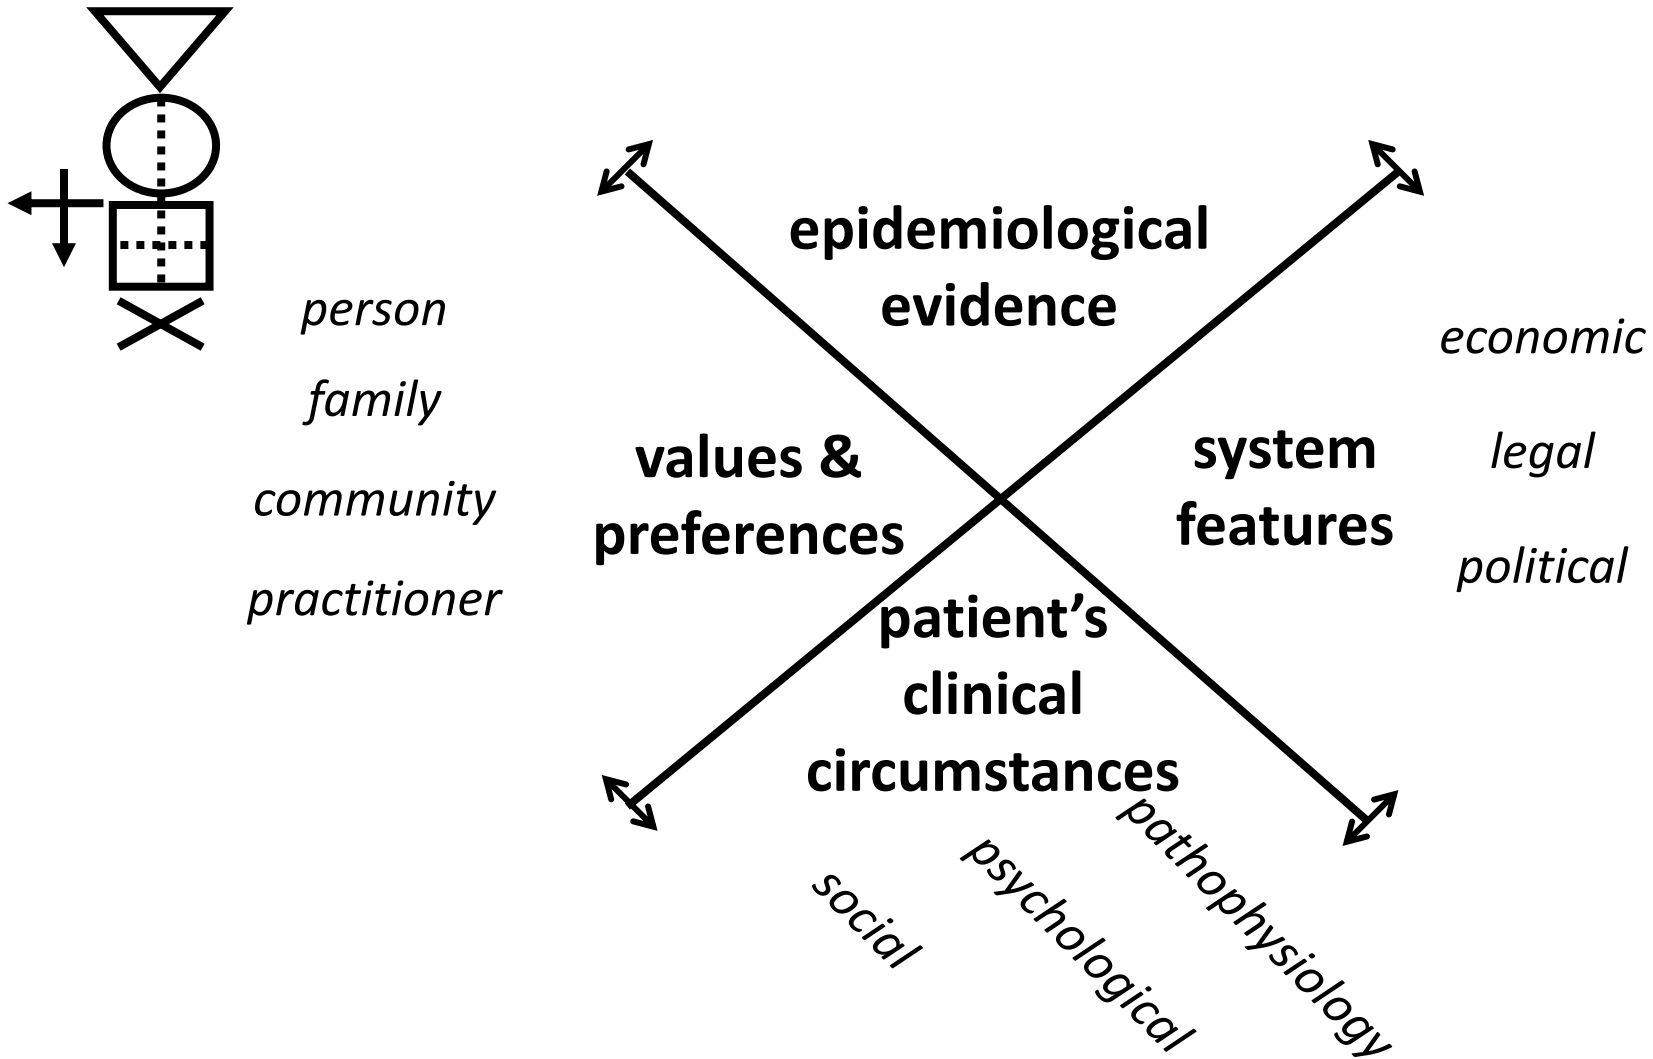 epidemiological
evidence
person
family
community
practitioner
values &
preferences
system
features
economic
legal
political
patient’s
clinical
circumstances
social
psychological
pathophysiology